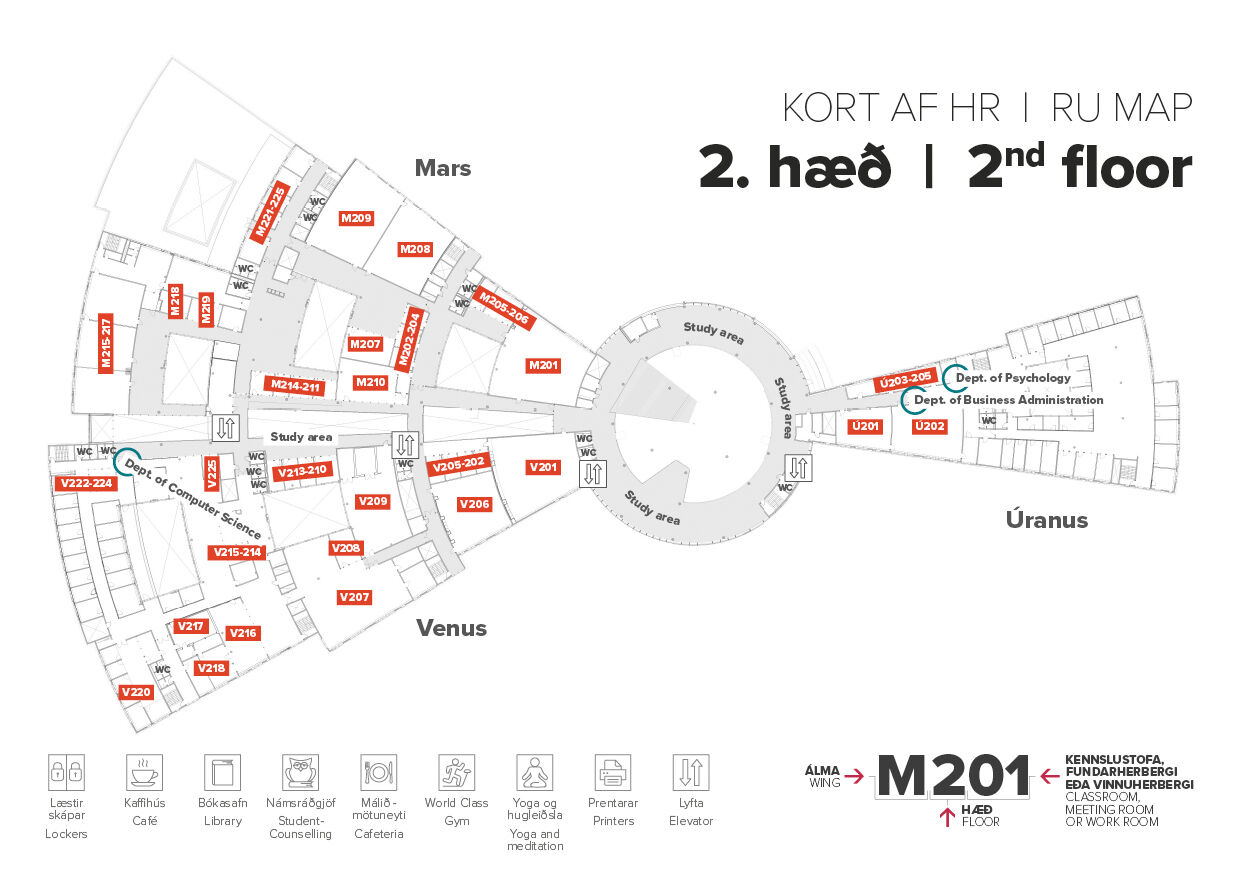 KORT AF HR | RU MAP
2. hæð | 2nd floor
Mars
M221-225
WC
WC
M209
M208
WC
WC
M218
M219
WC
WC
M205-206
M215-217
M202-204
M207
M201
M214-211
M210
Study area
Study area
Study area
Study area
Ú203-205
Dept. of Psychology
Dept. of Business Administration
Ú201
Ú202
WC
WC
Úranus
WC
WC
Dept. of Computer Science
V222-224
V225
WC
WC
WC
V213-210
WC
V205-202
V201
WC
WC
V209
V206
V215-214
V208
V207
V217
V216
V218
WC
V220
Venus
Læstir
skápar
Lockers
Kaffihús
Café
Bókasafn
Library
Námsráðgjöf
Student-
Counselling
Málið -
mötuneyti
Cafeteria
World Class
Gym
Yoga og
hugleiðsla
Yoga and
meditation
Prentarar
Printers
Lyfta
Elevator
ÁLMA
WING
M201
HÆÐ
FLOOR
KENNSLUSTOFA,
FUNDARHERBERGI
EÐA VINNUHERBERGI
CLASSROOM,
MEETING ROOM
OR WORK ROOM